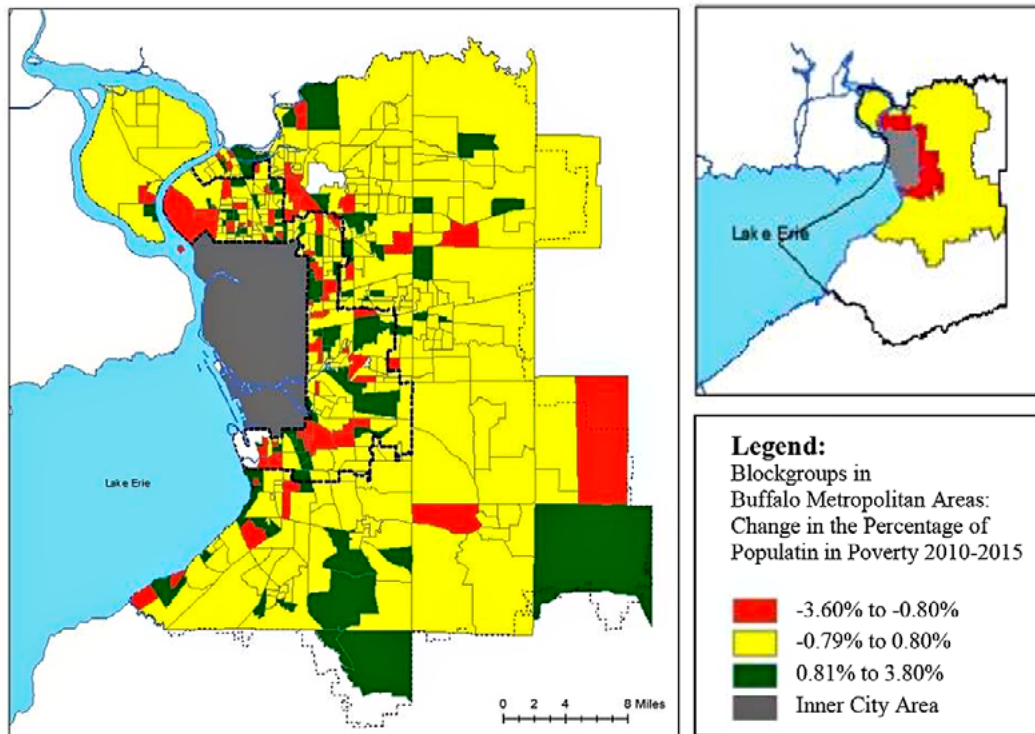 Lake Erie
0 2 4 8 Miles
Lake Erie
Legend:
Blockgroups in
Buffalo Metropolitan Areas:
Change in the Percentage of
Populatin in Poverty 2010-2015
-3.60% to -0.80%
-0.79% to 0.80%
0.81% to 3.80%
Inner City Area